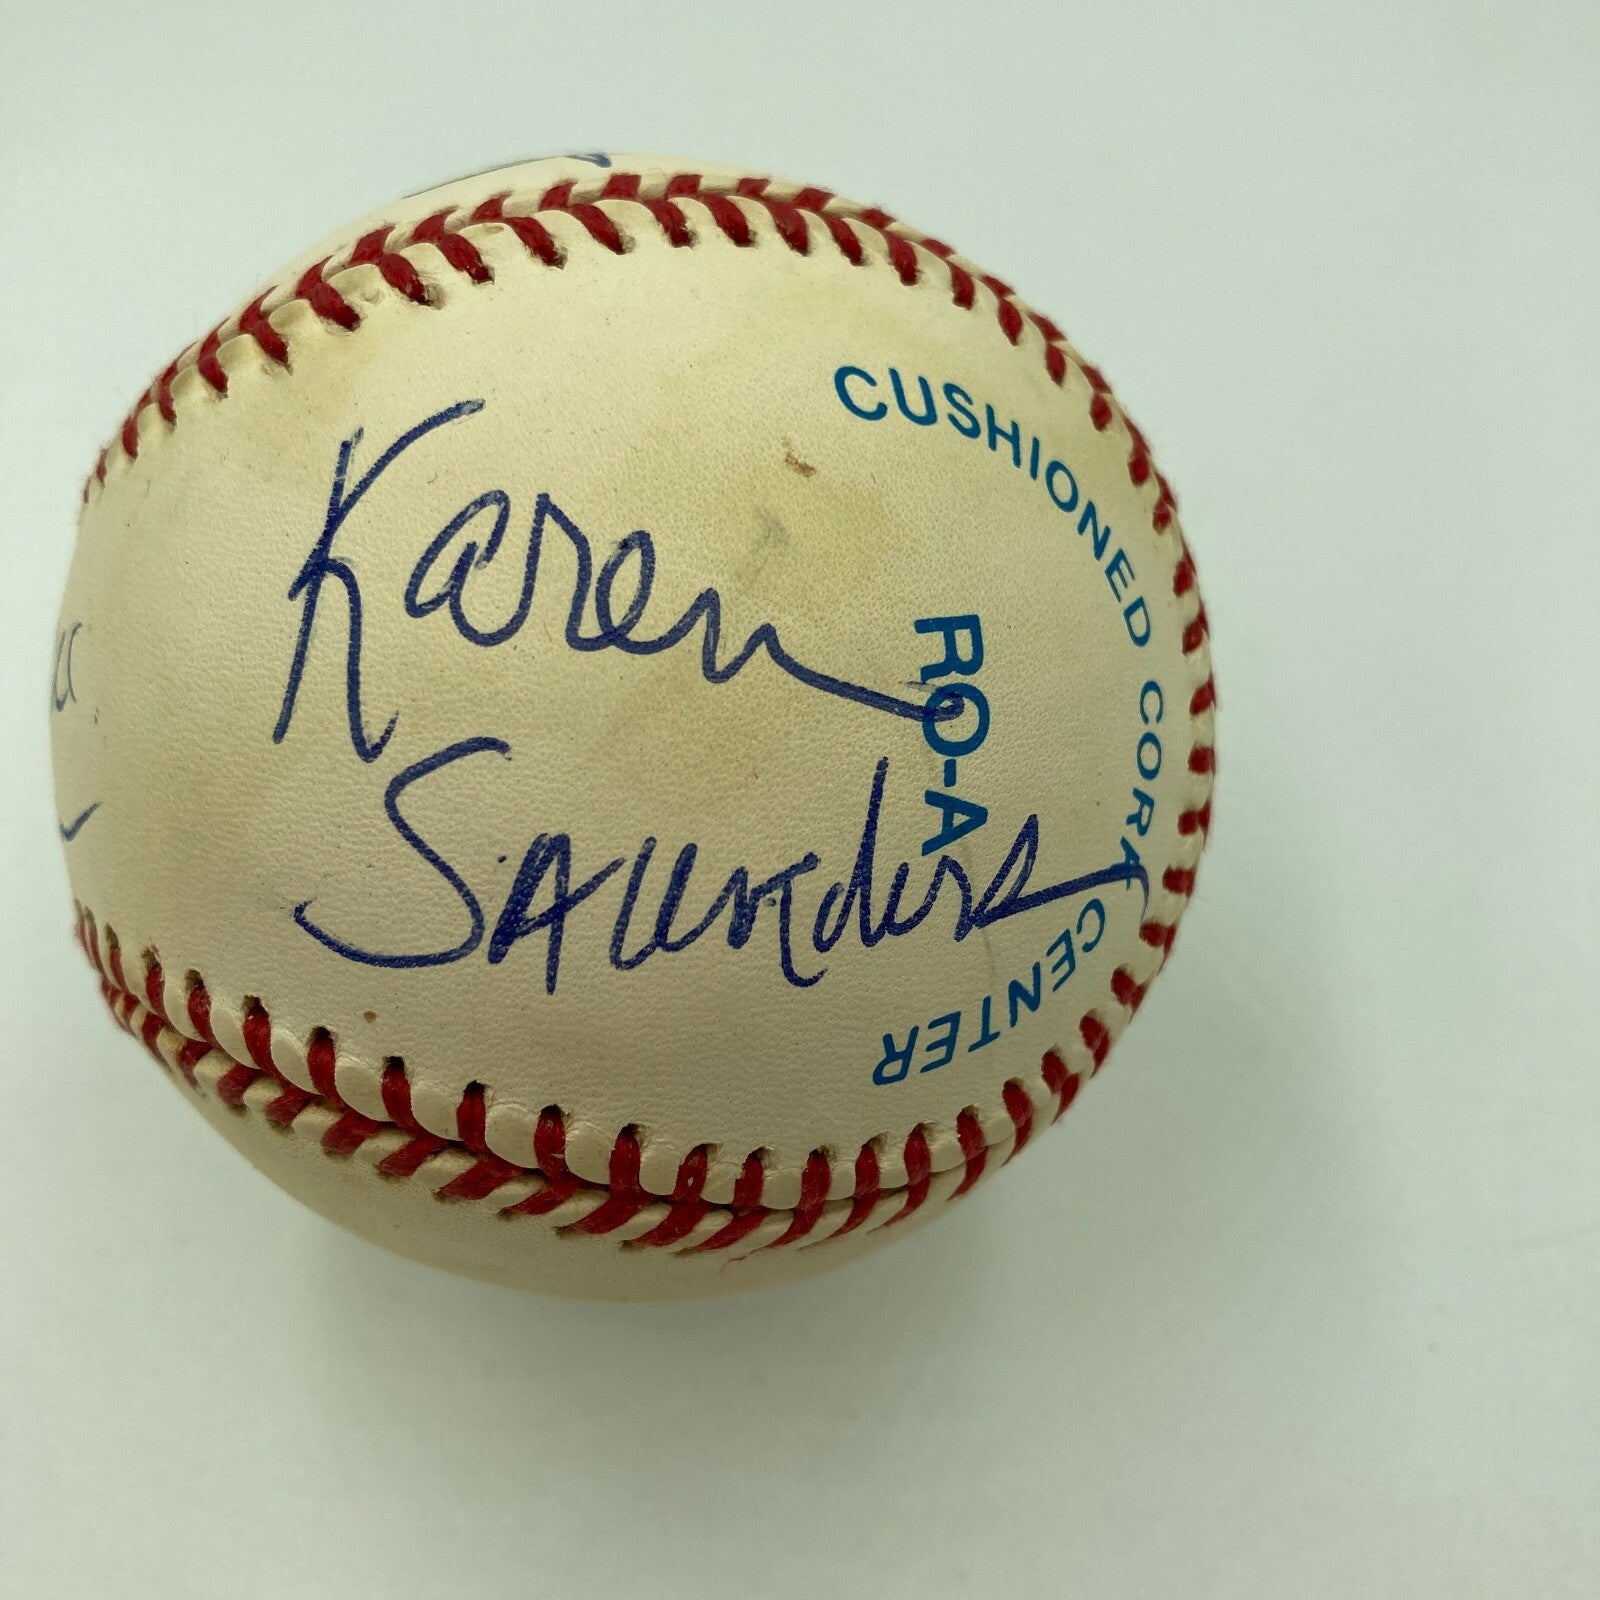 Karen
Saunders
CUSHIONED CORK CENTER
RO-A